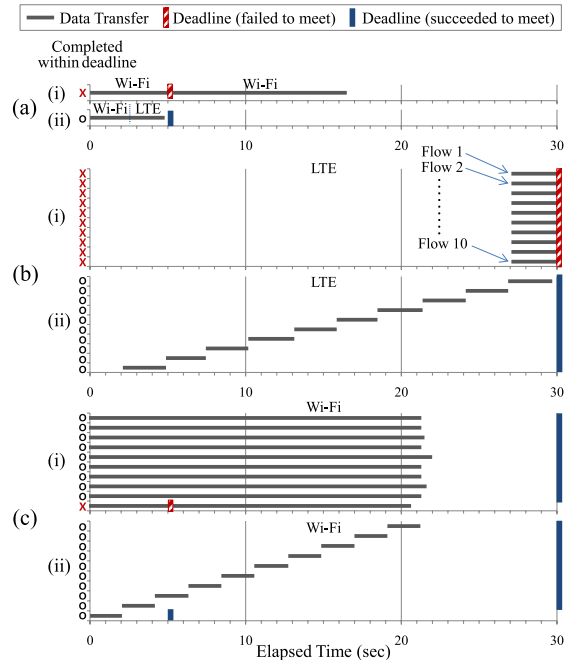 Data Transfer Deadline (failed to meet) Deadline (succeeded to meet)
Completed
within deadline
Wi-Fi Wi-Fi
(a) (i) X
Wi-Fi LTE
(ii) O
0 10 20 30
LTE
Flow 1
Flow 2
(i)
X
X
X
X
X
X
X
X
X
X
Flow 10
(b)
LTE
(ii)
O
O
O
O
O
O
O
O
O
O
0 10 20 30
Wi-Fi
(i)
O
O
O
O
O
O
O
O
O
X
(c)
Wi-Fi
(ii)
O
O
O
O
O
O
O
O
O
O
0 10 20 30
Elapsed Time (sec)